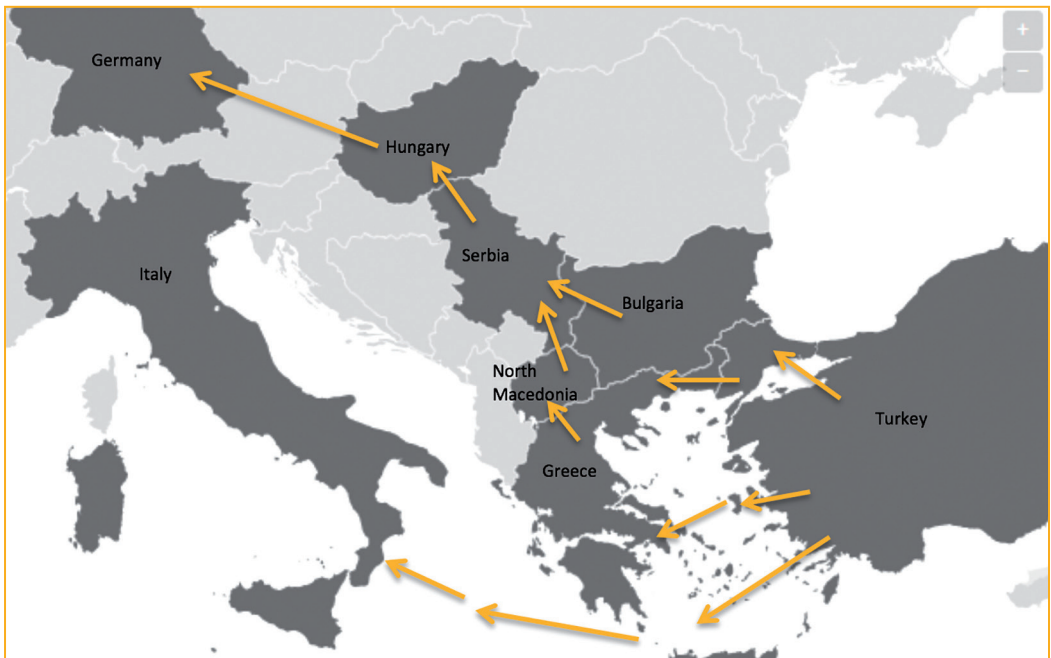 Germany
Hungary
Serbia
Italy
Bulgaria
North
Macedonia
Turkey
Greece
+
−